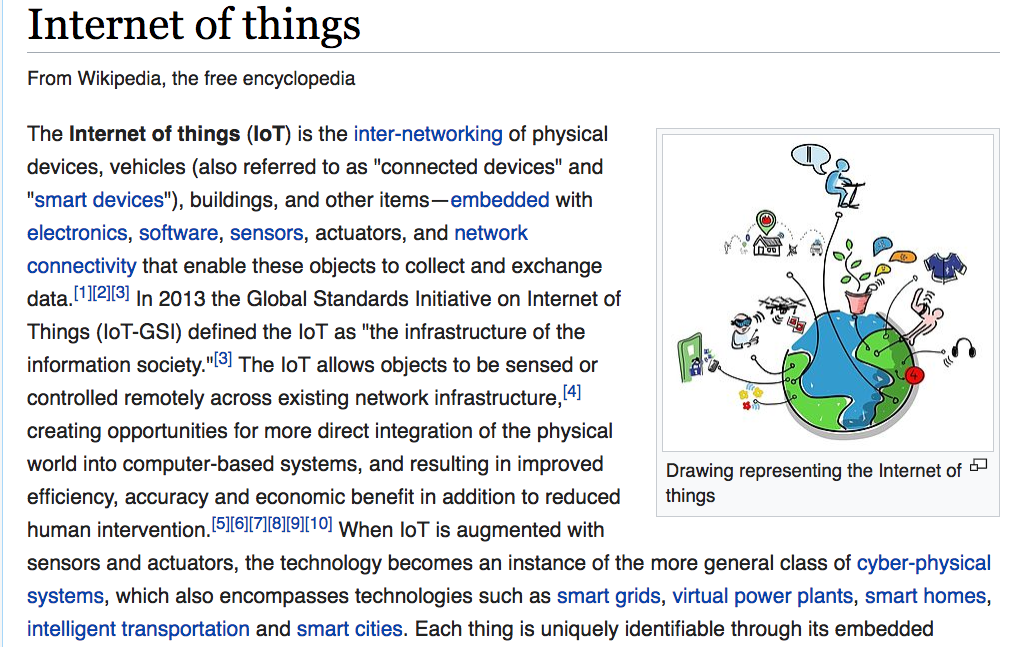 Internet of things
From Wikipedia, the free encyclopedia
The Internet of things (IoT) is the inter-networking of physical
devices, vehicles (also referred to as "connected devices" and
"smart devices"), buildings, and other items—embedded with
electronics, software, sensors, actuators, and network
connectivity that enable these objects to collect and exchange
data.[1][2][3] In 2013 the Global Standards Initiative on Internet of
Things (IoT-GSI) defined the IoT as "the infrastructure of the
information society."[3] The IoT allows objects to be sensed or
controlled remotely across existing network infrastructure,[4]
creating opportunities for more direct integration of the physical
world into computer-based systems, and resulting in improved
efficiency, accuracy and economic benefit in addition to reduced
human intervention.[5][6][7][8][9][10] When IoT is augmented with
sensors and actuators, the technology becomes an instance of the more general class of cyber-physical
systems, which also encompasses technologies such as smart grids, virtual power plants, smart homes,
intelligent transportation and smart cities. Each thing is uniquely identifiable through its embedded
Drawing representing the Internet of
things